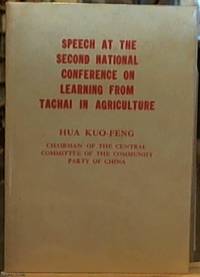 SPEECH AT THE
SECOND NATIONAL
CONFERENCE ON
LEARNING FROM
TACHAI IN AGRICULTURE
HUA KUO-FENG
CHAIRMAN OF THE CENTRAL
COMMITTEE OF THE COMMUNITY
PARTY OF CHINA